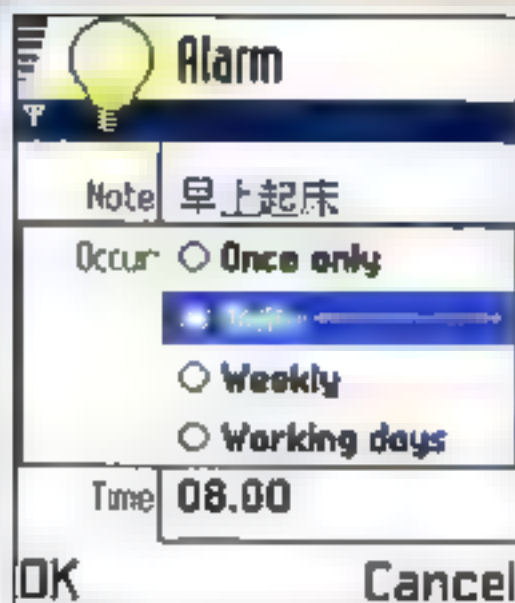 Alarm
Note 早上起床
Occur Once only
Weekly
Working days
Time 08.00
OK Cancel